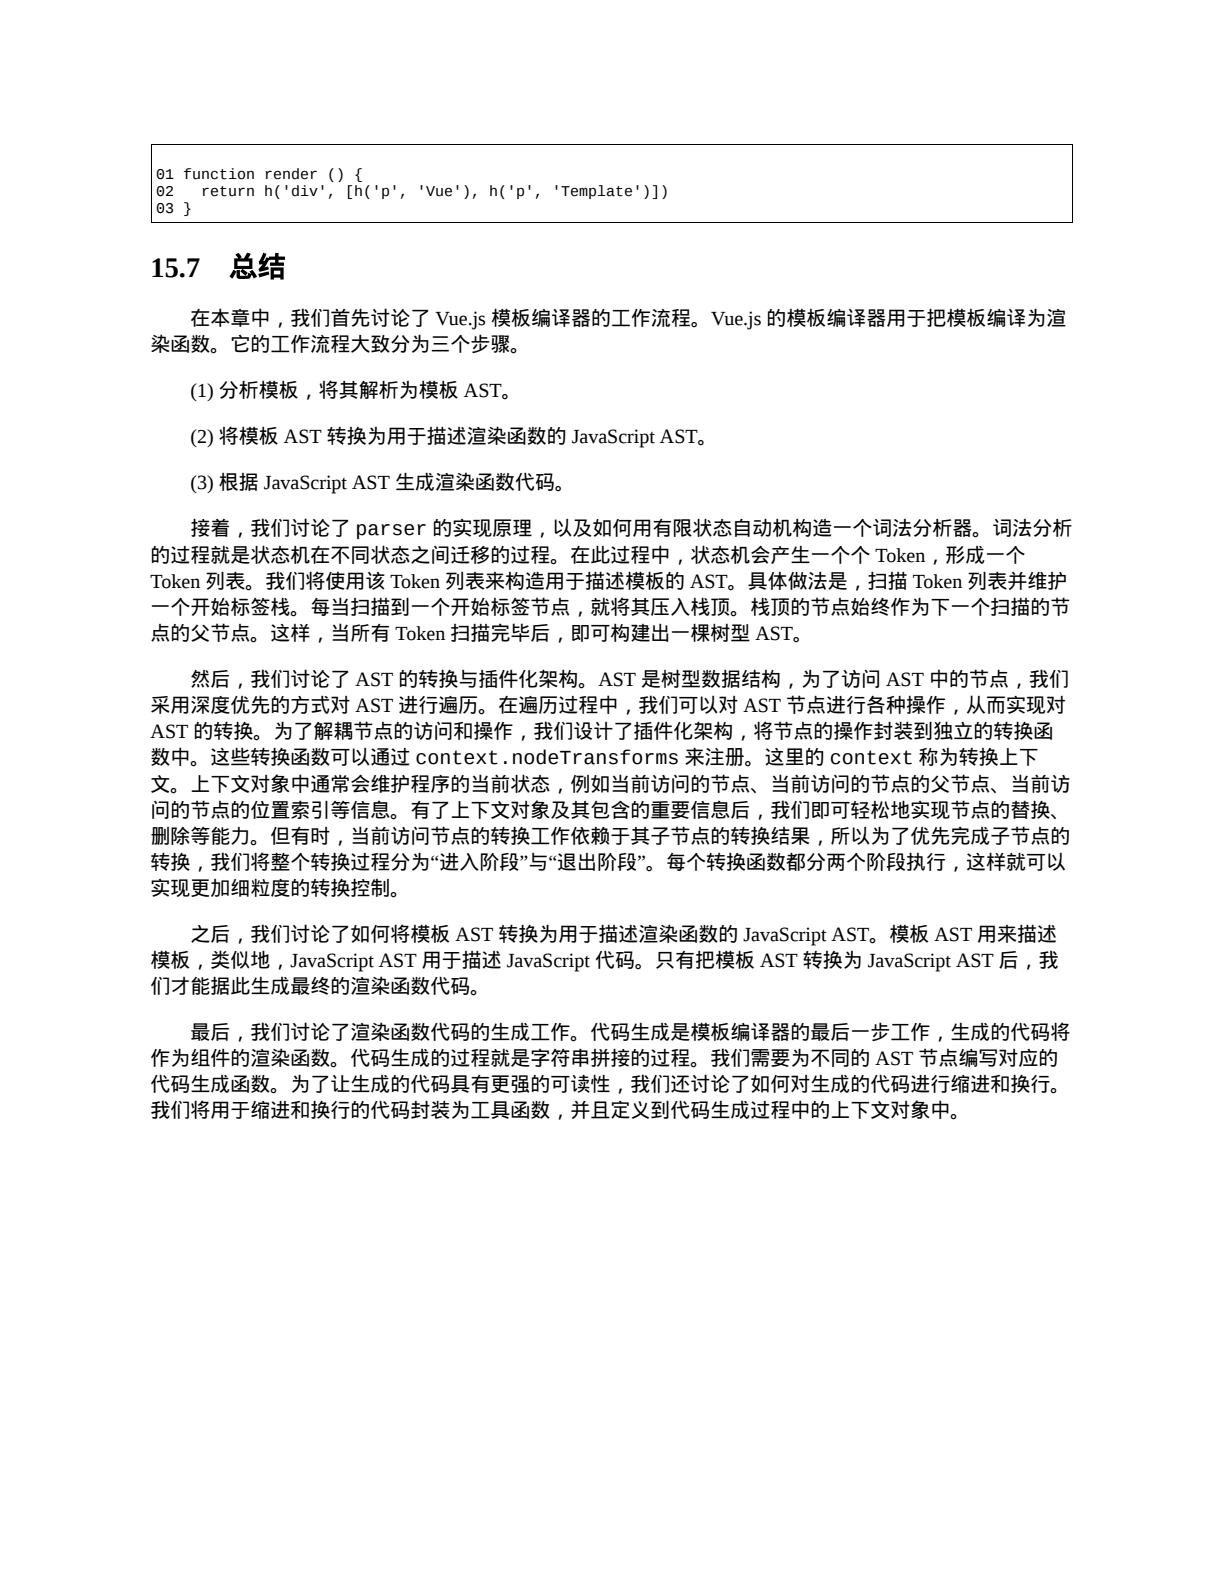 01 function render () {
02   return h('div', [h('p', 'Vue'), h('p', 'Template')])
03 }
15.7 总结
在本章中，我们首先讨论了 Vue.js 模板编译器的工作流程。Vue.js 的模板编译器用于把模板编译为渲
染函数。它的工作流程大致分为三个步骤。
(1) 分析模板，将其解析为模板 AST。
(2) 将模板 AST 转换为用于描述渲染函数的 JavaScript AST。
(3) 根据 JavaScript AST 生成渲染函数代码。
接着，我们讨论了 parser 的实现原理，以及如何用有限状态自动机构造一个词法分析器。词法分析
的过程就是状态机在不同状态之间迁移的过程。在此过程中，状态机会产生一个个 Token，形成一个
Token 列表。我们将使用该 Token 列表来构造用于描述模板的 AST。具体做法是，扫描 Token 列表并维护
一个开始标签栈。每当扫描到一个开始标签节点，就将其压入栈顶。栈顶的节点始终作为下一个扫描的节
点的父节点。这样，当所有 Token 扫描完毕后，即可构建出一棵树型 AST。
然后，我们讨论了 AST 的转换与插件化架构。AST 是树型数据结构，为了访问 AST 中的节点，我们
采用深度优先的方式对 AST 进行遍历。在遍历过程中，我们可以对 AST 节点进行各种操作，从而实现对
AST 的转换。为了解耦节点的访问和操作，我们设计了插件化架构，将节点的操作封装到独立的转换函
数中。这些转换函数可以通过 context.nodeTransforms 来注册。这里的 context 称为转换上下
文。上下文对象中通常会维护程序的当前状态，例如当前访问的节点、当前访问的节点的父节点、当前访
问的节点的位置索引等信息。有了上下文对象及其包含的重要信息后，我们即可轻松地实现节点的替换、
删除等能力。但有时，当前访问节点的转换工作依赖于其子节点的转换结果，所以为了优先完成子节点的
转换，我们将整个转换过程分为“进入阶段”与“退出阶段”。每个转换函数都分两个阶段执行，这样就可以
实现更加细粒度的转换控制。
之后，我们讨论了如何将模板 AST 转换为用于描述渲染函数的 JavaScript AST。模板 AST 用来描述
模板，类似地，JavaScript AST 用于描述 JavaScript 代码。只有把模板 AST 转换为 JavaScript AST 后，我
们才能据此生成最终的渲染函数代码。
最后，我们讨论了渲染函数代码的生成工作。代码生成是模板编译器的最后一步工作，生成的代码将
作为组件的渲染函数。代码生成的过程就是字符串拼接的过程。我们需要为不同的 AST 节点编写对应的
代码生成函数。为了让生成的代码具有更强的可读性，我们还讨论了如何对生成的代码进行缩进和换行。
我们将用于缩进和换行的代码封装为工具函数，并且定义到代码生成过程中的上下文对象中。